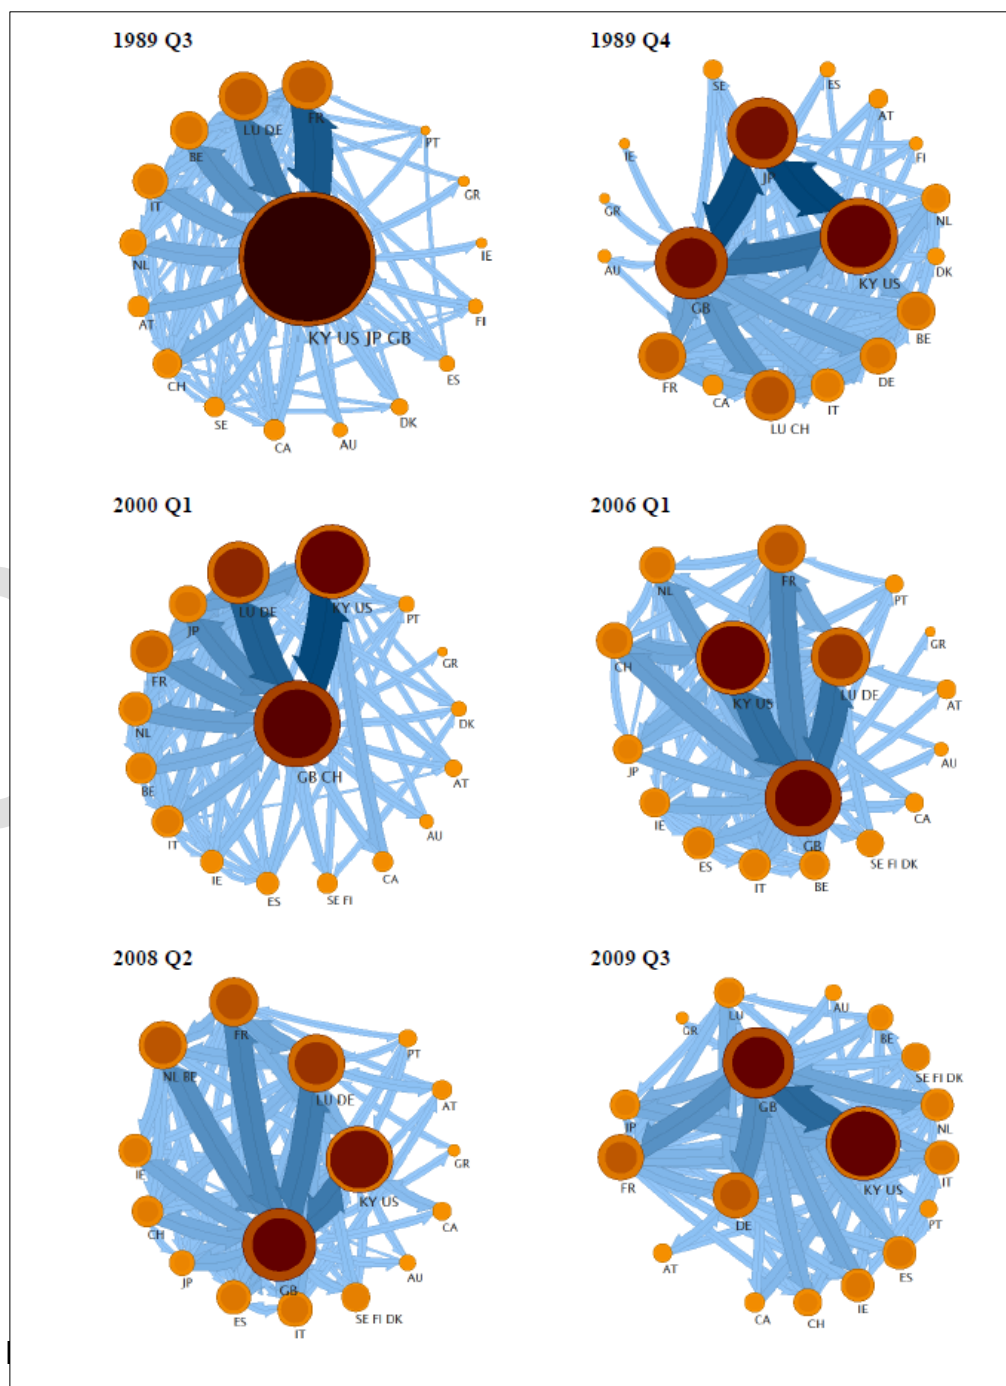 1989 Q3
FR
LU DE
BE
PT
IT
GR
NL
IE
AT
FI
KY US JP GB
CH
ES
SE
DK
CA
AU
1989 Q4
SE
ES
AT
JP
FI
IE
GR
NL
AU
GB
KY US
DK
BE
FR
CA
LU CH
IT
DE
2000 Q1
LU DE
KY US
JP
PT
FR
GR
NL
DK
GB CH
BE
AT
IT
AU
IE
CA
ES
SE FI
2006 Q1
NL
FR
PT
CH
GR
KY US
LU DE
AT
JP
AU
IE
GB
CA
ES
IT
BE
SE FI DK
2008 Q2
FR
NL BE
LU DE
PT
AT
IE
KY US
GR
CH
CA
JP
GB
AU
ES
IT
SE FI DK
2009 Q3
GR
LU
AU
BE
GB
SE FI DK
JP
NL
FR
KY US
IT
DE
PT
AT
ES
CA
CH
IE